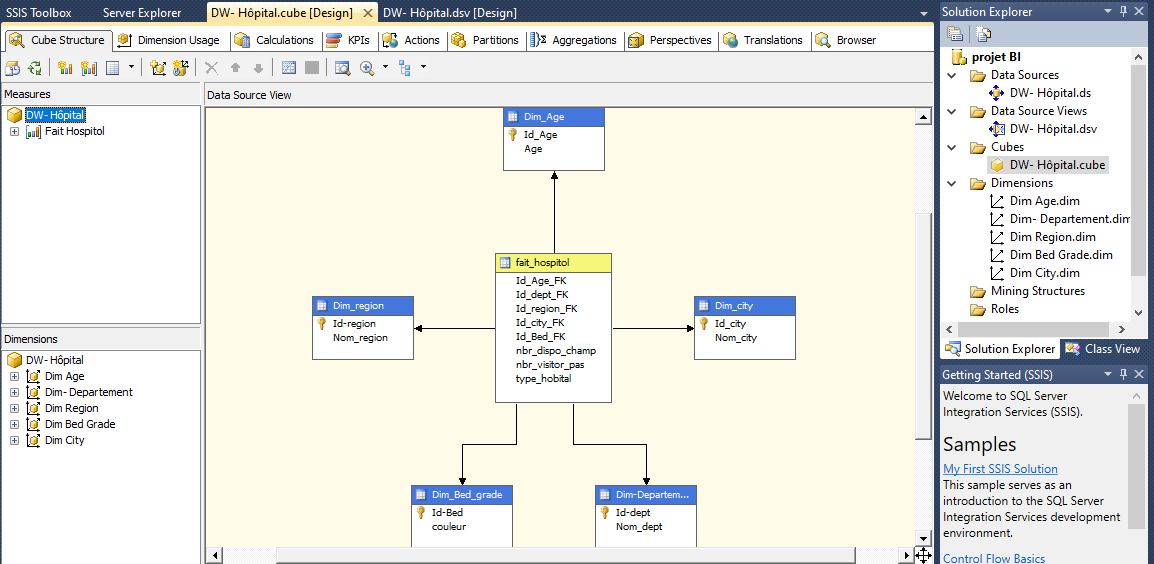 SSIS Toolbox
Server Explorer
DW- Hôpital.cube [Design]
DW- Hôpital.dsv [Design]
Cube Structure
Dimension Usage
Calculations
KPIs
Actions
Partitions
Aggregations
Perspectives
Translations
Browser
Measures
DW- Hôpital
Fait Hospitol
Dimensions
DW- Hôpital
Dim Age
Dim- Departement
Dim Region
Dim Bed Grade
Dim City
Data Source View
Dim_Age
Id_Age
Age
fait_hospitol
Id_Age_FK
Id_dept_FK
Id_region_FK
Id_city_FK
Id_Bed_FK
nbr_dispo_champ
nbr_visitor_pas
type_hobital
Dim_region
Id-region
Nom_region
Dim_city
Id_city
Nom_city
Dim_Bed_grade
Id-Bed
couleur
Dim-Departem...
Id-dept
Nom_dept
Solution Explorer
projet BI
Data Sources
DW- Hôpital.ds
Data Source Views
DW- Hôpital.dsv
Cubes
DW- Hôpital.cube
Dimensions
Dim Age.dim
Dim- Departement.dim
Dim Region.dim
Dim Bed Grade.dim
Dim City.dim
Mining Structures
Roles
Solution Explorer
Class View
Getting Started (SSIS)
Welcome to SQL Server
Integration Services (SSIS).
Samples
My First SSIS Solution
This sample serves as an
introduction to the SQL Server
Integration Services development
environment.
Control Flow Basics